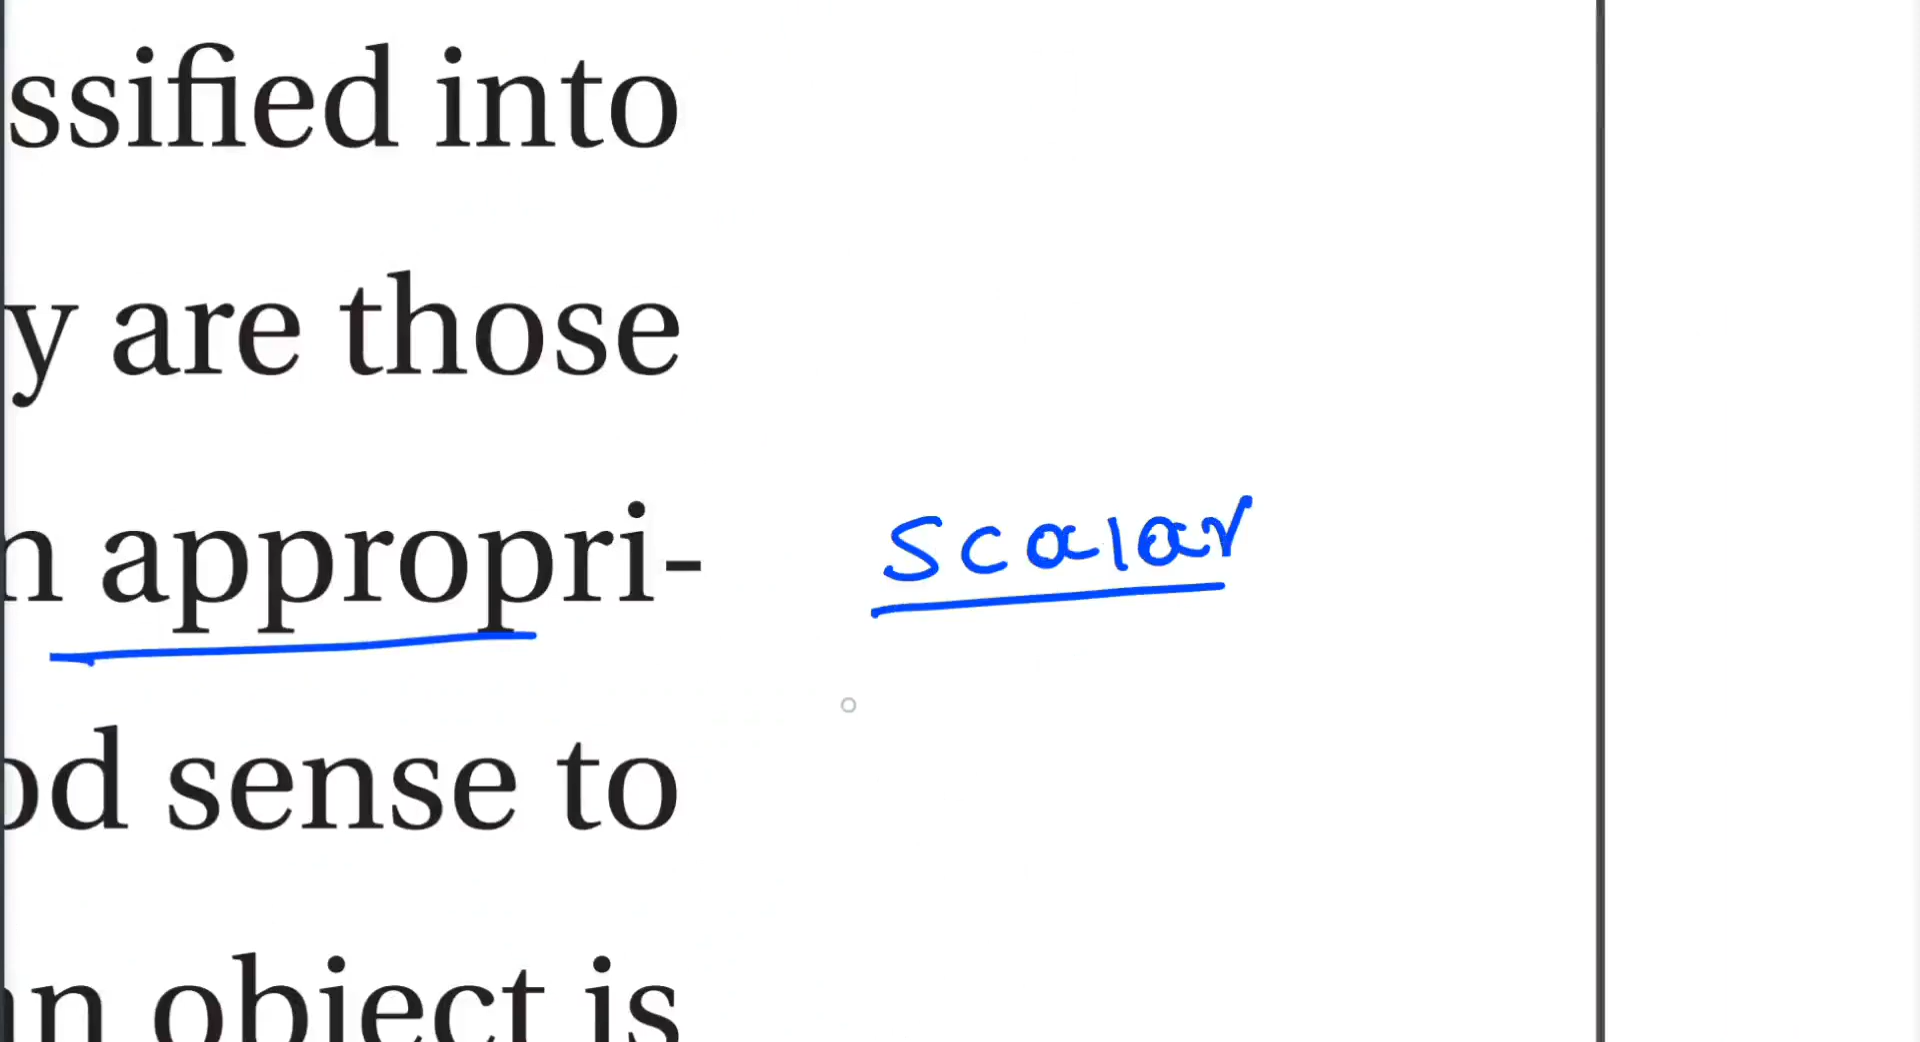 ssified into
y are those
n appropri-
scalar
od sense to
n object is